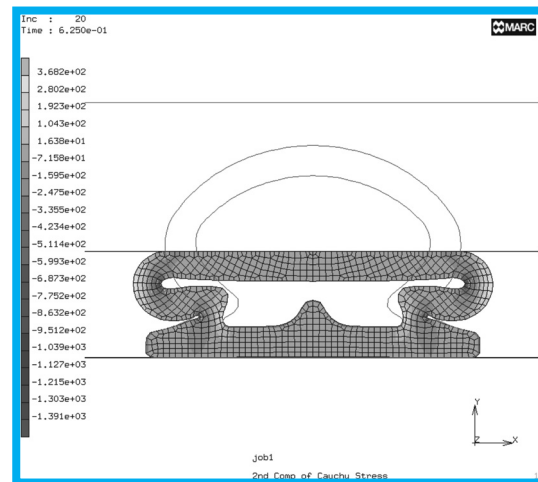 Inc : 20
Time : 6.250e-01
MARC
3.682e+02
2.802e+02
1.923e+02
1.043e+02
1.638e+01
-7.158e+01
-1.595e+02
-2.475e+02
-3.355e+02
-4.234e+02
-5.114e+02
-5.993e+02
-6.873e+02
-7.752e+02
-8.632e+02
-9.512e+02
-1.039e+03
-1.127e+03
-1.215e+03
-1.303e+03
-1.391e+03
Y
Z X
job1
2nd Comp of Cauchy Stress
1